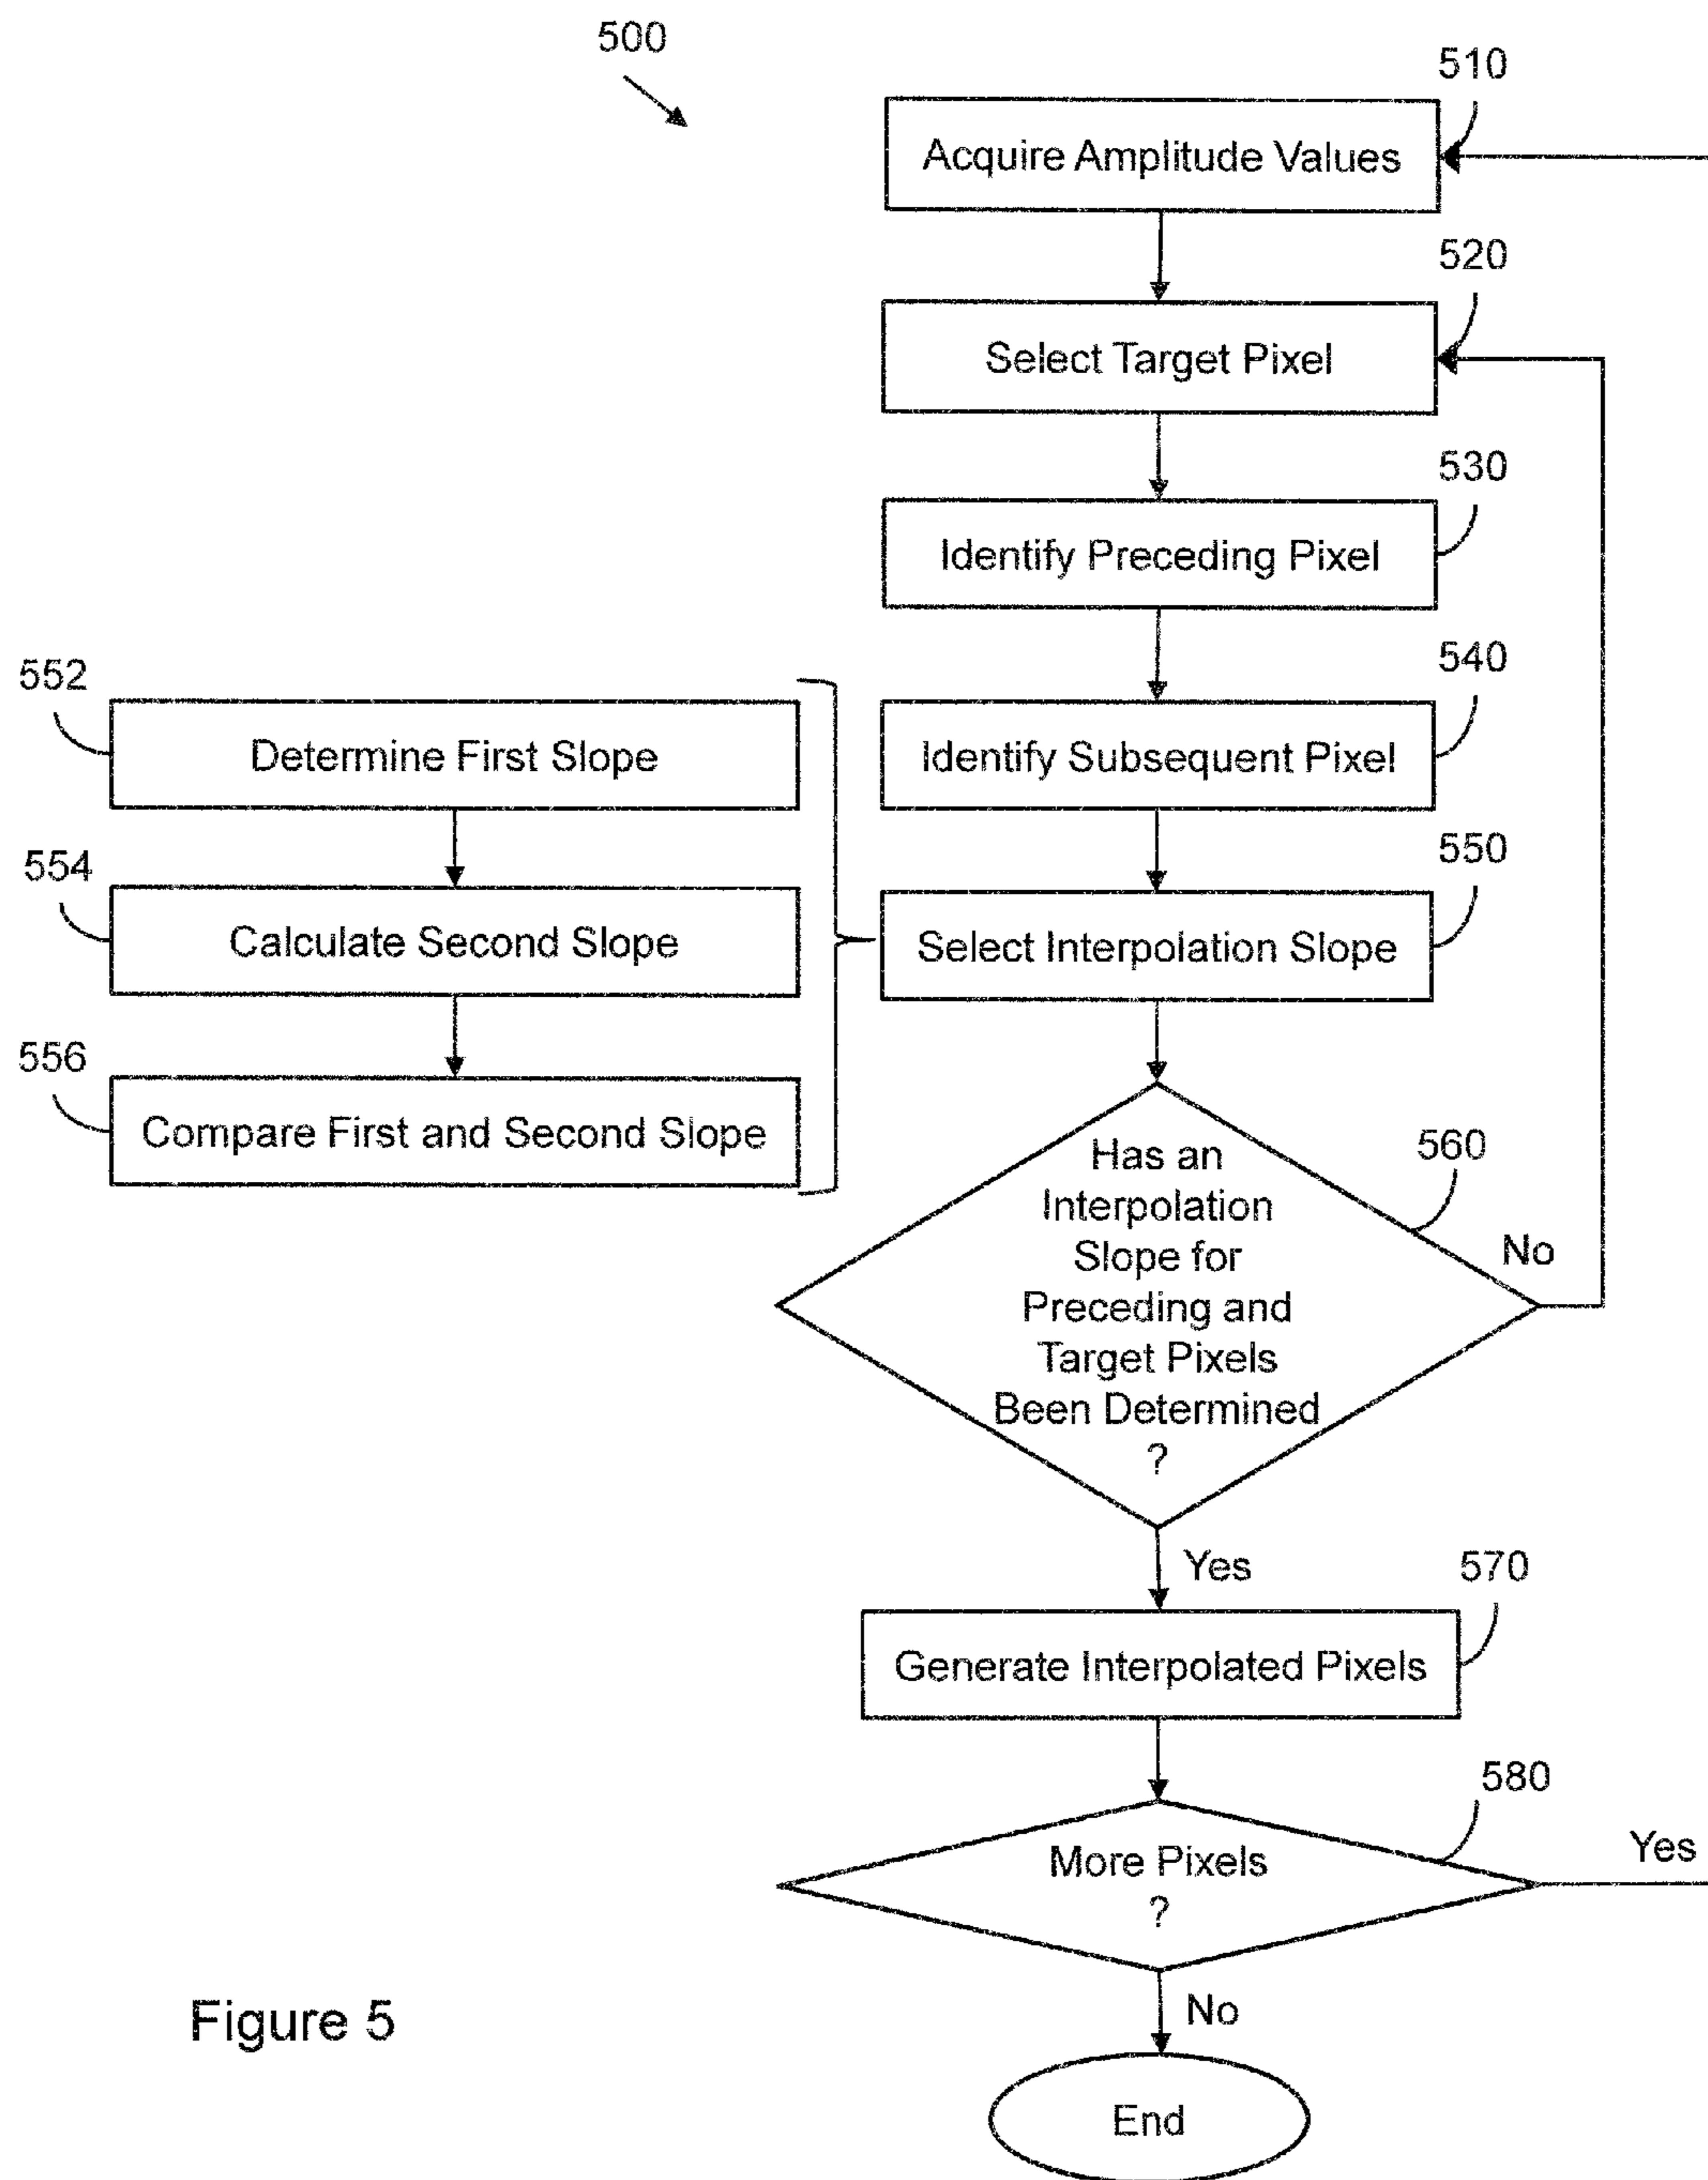 500
510
Acquire Amplitude Values
520
Select Target Pixel
530
Identify Preceding Pixel
540
Identify Subsequent Pixel
550
Select Interpolation Slope
552
Determine First Slope
554
Calculate Second Slope
556
Compare First and Second Slope
560
Has an
Interpolation
Slope for
Preceding and
Target Pixels
Been Determined
?
No
Yes
570
Generate Interpolated Pixels
580
More Pixels
?
Yes
No
End
Figure 5